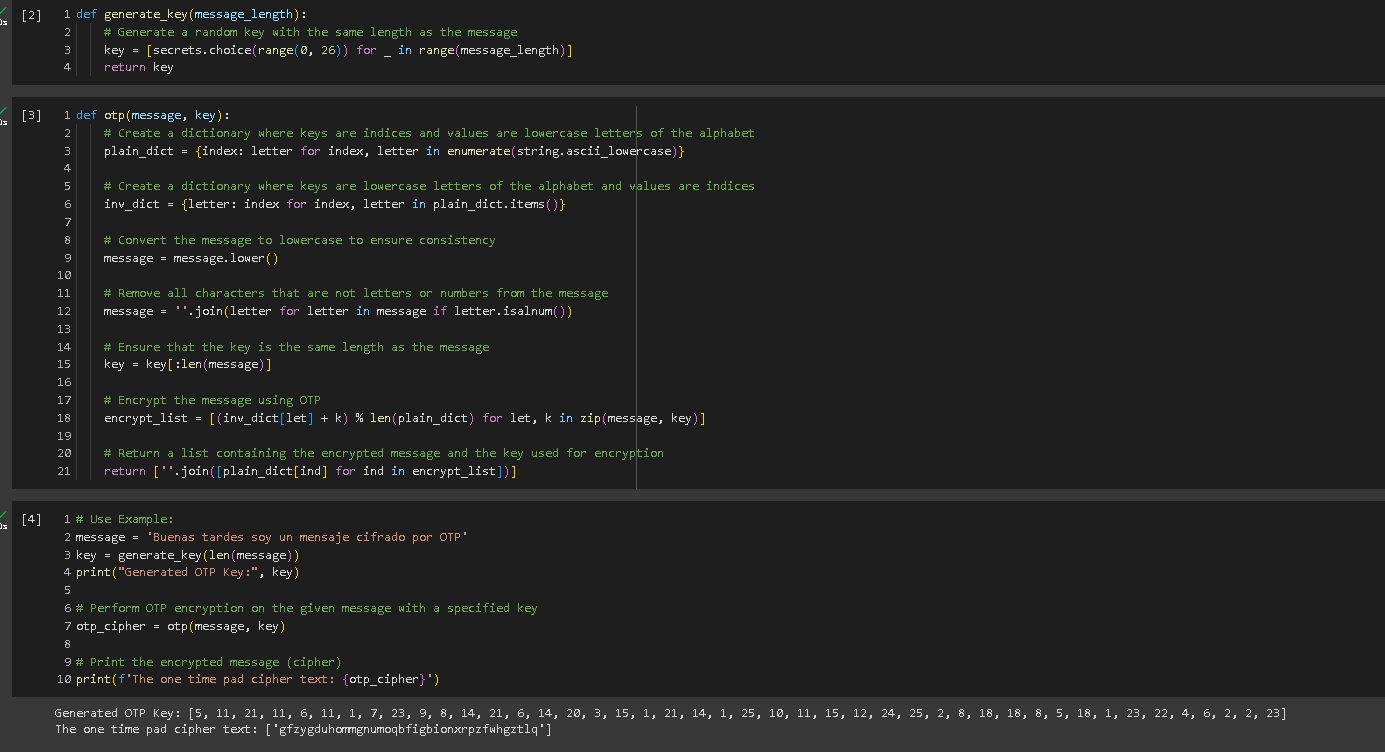 [2]
1 def generate_key(message_length):
2 # Generate a random key with the same length as the message
3 key = [secrets.choice(range(0, 26)) for _ in range(message_length)]
4 return key
[3]
1 def otp(message, key):
2 # Create a dictionary where keys are indices and values are lowercase letters of the alphabet
3 plain_dict = {index: letter for index, letter in enumerate(string.ascii_lowercase)}
4
5 # Create a dictionary where keys are lowercase letters of the alphabet and values are indices
6 inv_dict = {letter: index for index, letter in plain_dict.items()}
7
8 # Convert the message to lowercase to ensure consistency
9 message = message.lower()
10
11 # Remove all characters that are not letters or numbers from the message
12 message = ''.join(letter for letter in message if letter.isalnum())
13
14 # Ensure that the key is the same length as the message
15 key = key[:len(message)]
16
17 # Encrypt the message using OTP
18 encrypt_list = [(inv_dict[let] + k) % len(plain_dict) for let, k in zip(message, key)]
19
20 # Return a list containing the encrypted message and the key used for encryption
21 return [''.join([plain_dict[ind] for ind in encrypt_list])]
[4]
1 # Use Example:
2 message = 'Buenas tardes soy un mensaje cifrado por OTP'
3 key = generate_key(len(message))
4 print("Generated OTP Key:", key)
5
6 # Perform OTP encryption on the given message with a specified key
7 otp_cipher = otp(message, key)
8
9 # Print the encrypted message (cipher)
10 print(f'The one time pad cipher text: {otp_cipher}')
Generated OTP Key: [5, 11, 21, 11, 6, 11, 1, 7, 23, 9, 8, 14, 21, 6, 14, 20, 3, 15, 1, 21, 14, 1, 25, 10, 11, 15, 12, 24, 25, 2, 8, 18, 18, 8, 5, 18, 1, 23, 22, 4, 6, 2, 2, 23]
The one time pad cipher text: ['gfzygduhommgnumoqbfigbionxrpzfwhgztlq']